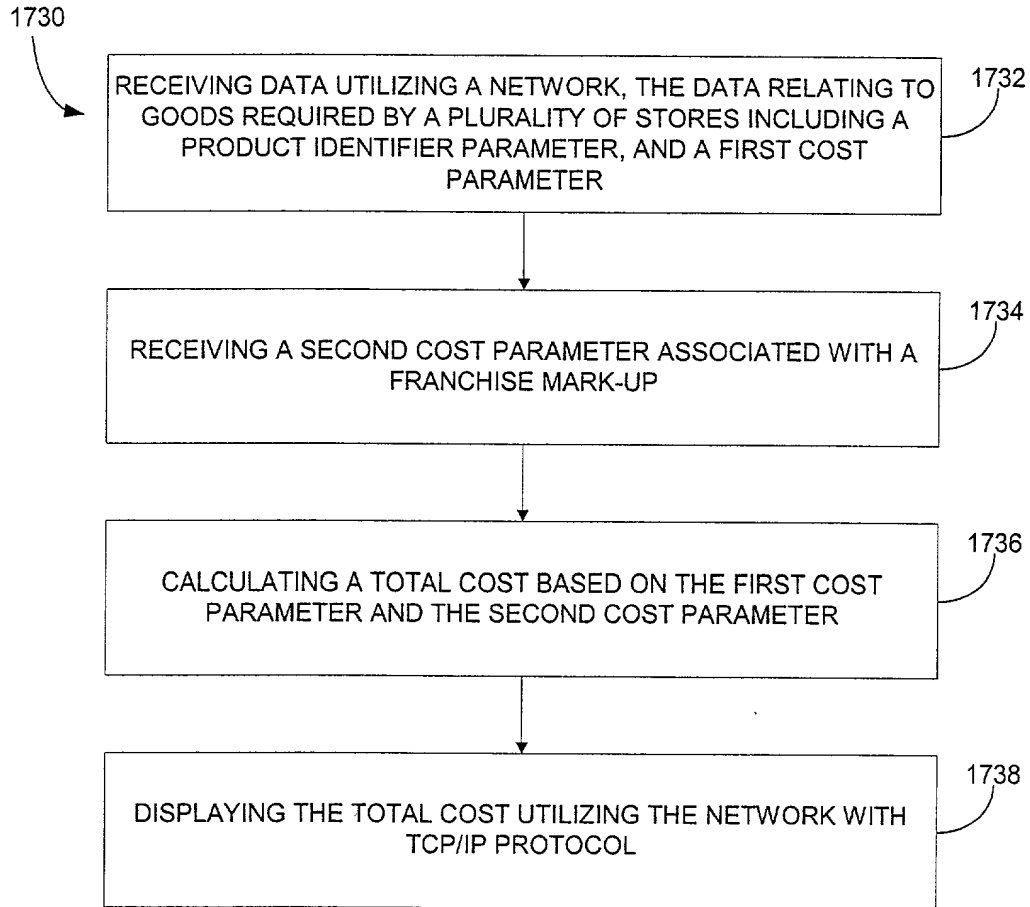 1730
RECEIVING DATA UTILIZING A NETWORK, THE DATA RELATING TO
GOODS REQUIRED BY A PLURALITY OF STORES INCLUDING A
PRODUCT IDENTIFIER PARAMETER, AND A FIRST COST
PARAMETER
1732
RECEIVING A SECOND COST PARAMETER ASSOCIATED WITH A
FRANCHISE MARK-UP
1734
CALCULATING A TOTAL COST BASED ON THE FIRST COST
PARAMETER AND THE SECOND COST PARAMETER
1736
DISPLAYING THE TOTAL COST UTILIZING THE NETWORK WITH
TCP/IP PROTOCOL
1738